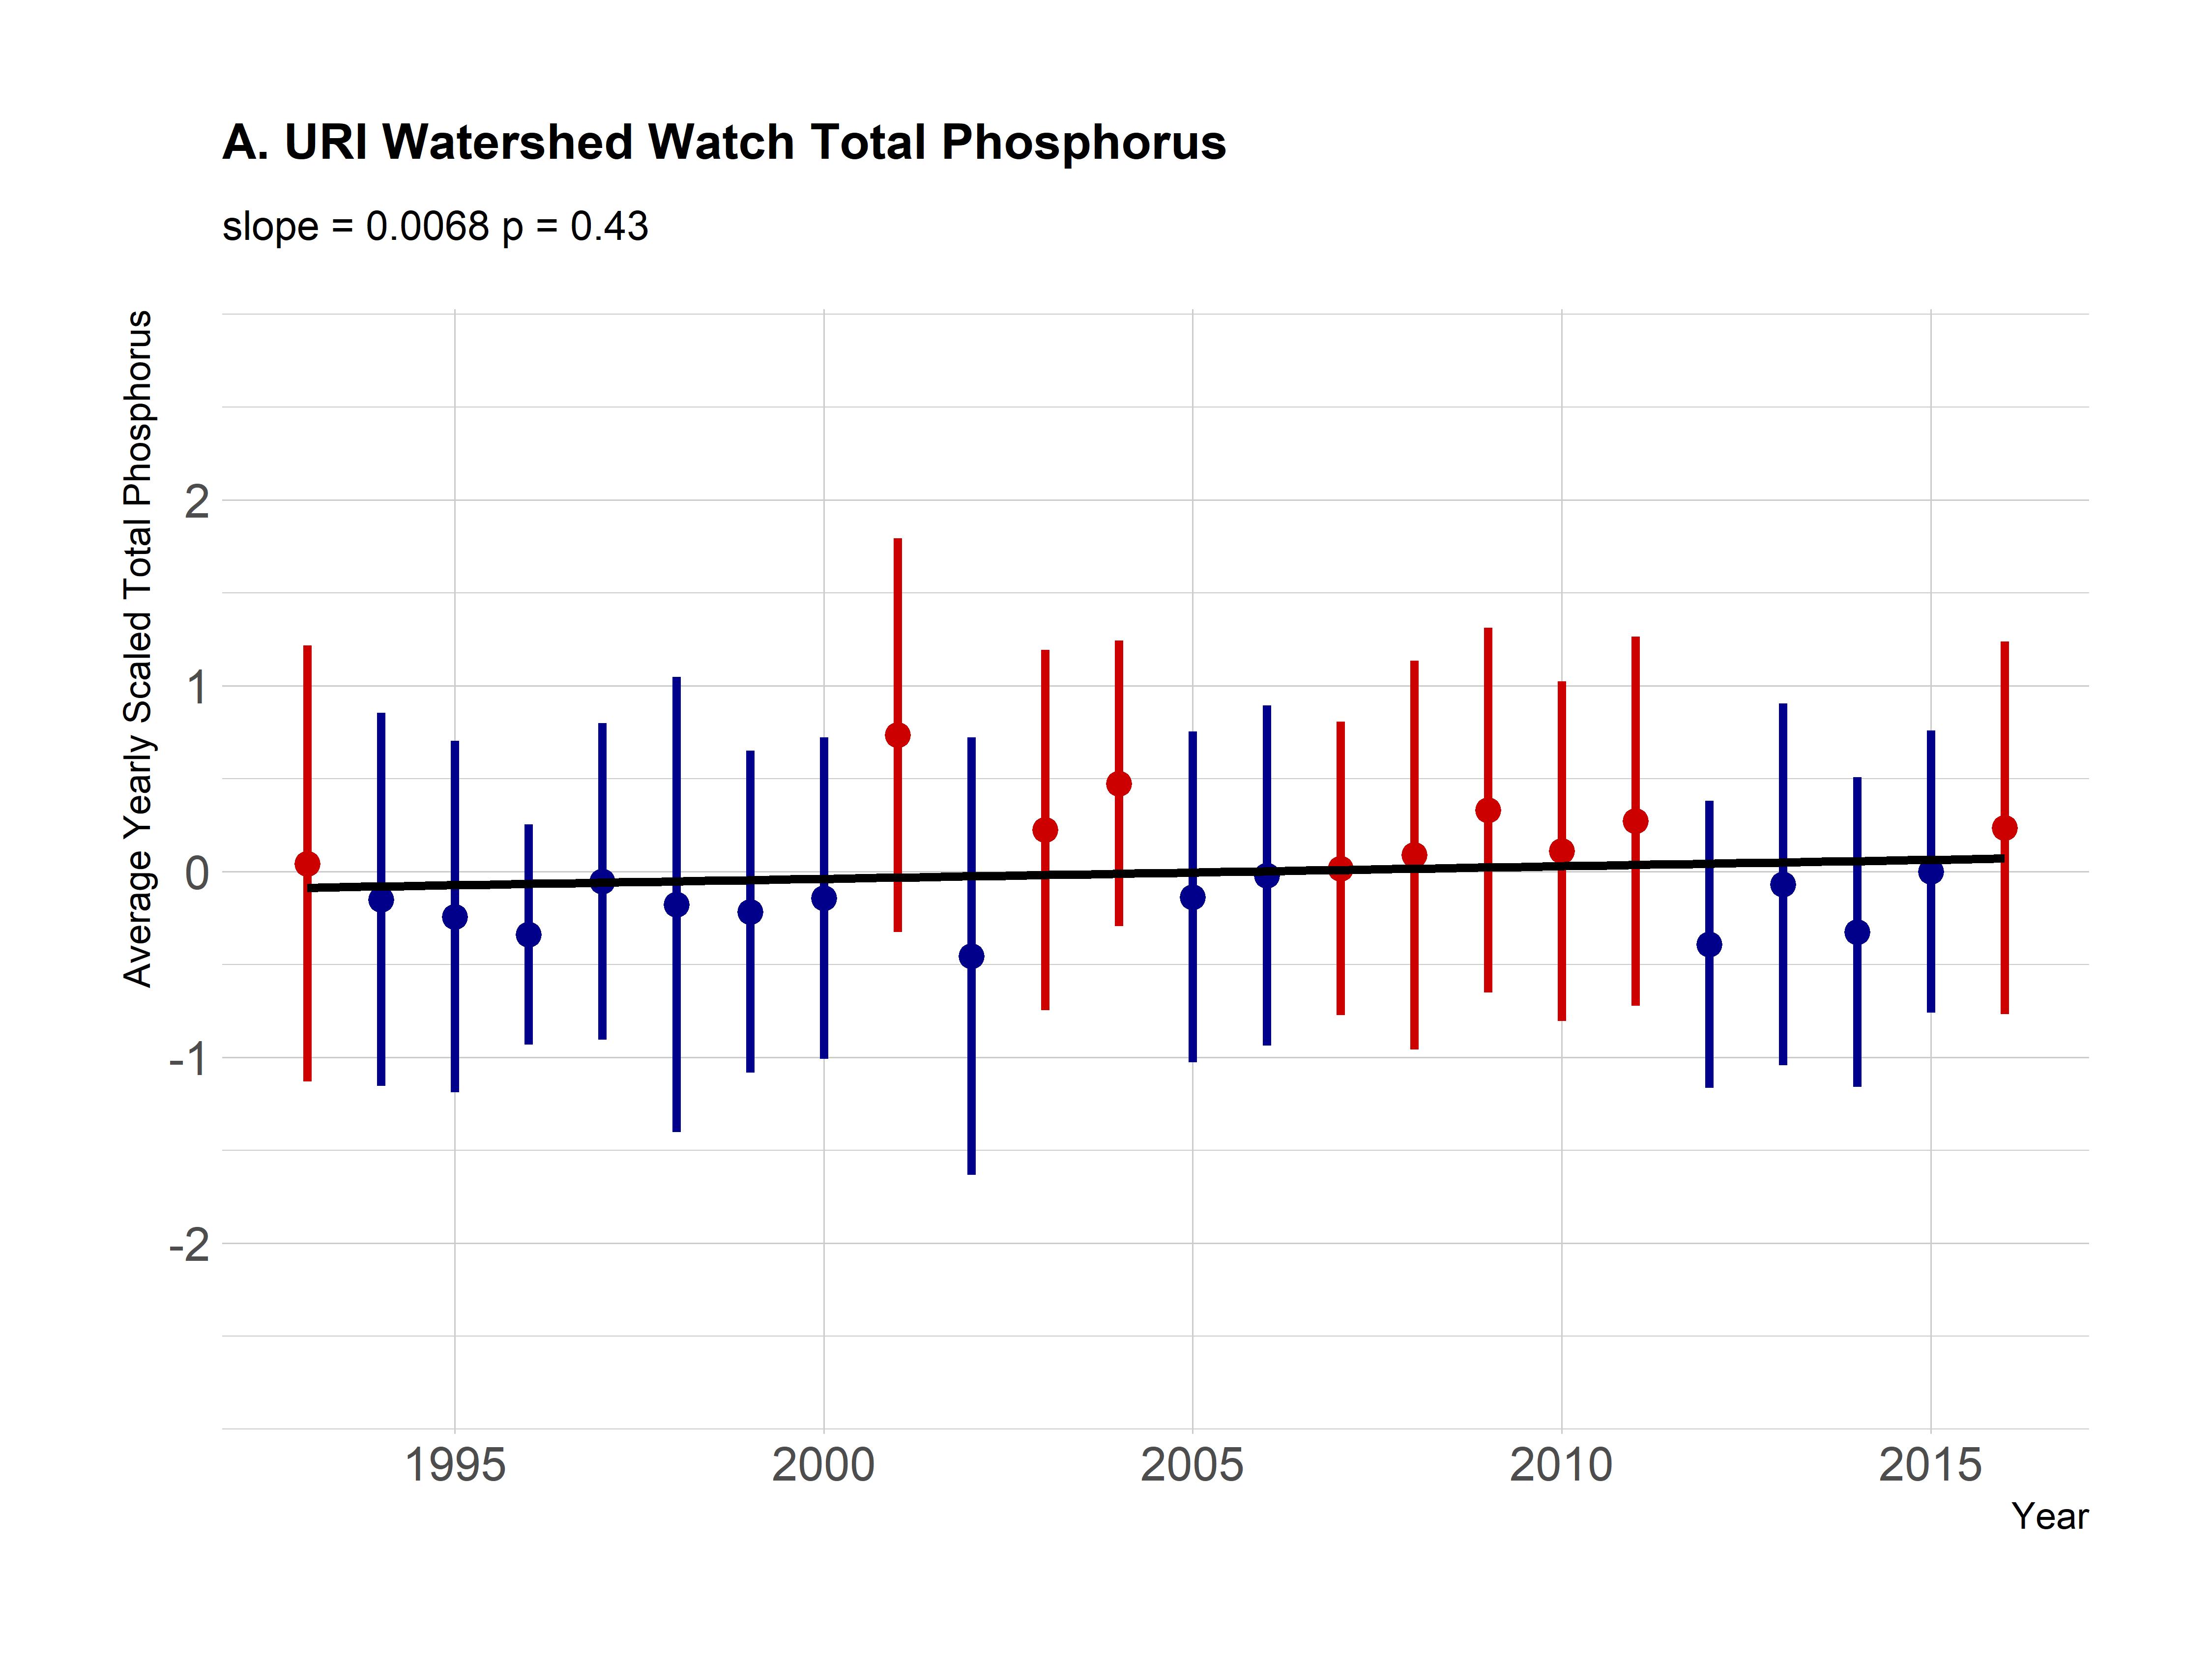 A. URI Watershed Watch Total Phosphorus
slope = 0.0068 p = 0.43
Average Yearly Scaled Total Phosphorus
2
1
0
-1
-2
1995 2000 2005 2010 2015
Year